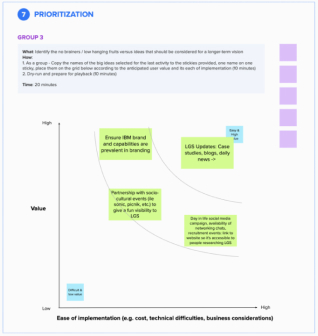 7 PRIORITIZATION
GROUP 3
What: Identify the no brainers / low hanging fruits versus ideas that should be considered for a longer-term vision
How:
1. As a group - Copy the names of the big ideas selected for the last activity to the stickies provided, one name on one
sticky, place them on the grid below according to the anticipated user value and its each of implementation (10 minutes)
2. Dry-run and prepare for playback (10 minutes)
Time: 20 minutes
High
Ensure IBM brand
and capabilities are
prevalent in branding
Easy &
high
LGS Updates: Case
studies, blogs, daily
news ->
Partnership with socio-
cultural events (ie
sonic, picnik, etc.) to
give a fun visibility to
LGS
Value
Day in life social media
campaign, availability of
networking chats,
recruitment events info to
website so it's accessible to
people researching LGS
Difficult &
low value
Low
High
Ease of implementation (e.g. cost, technical difficulties, business considerations)